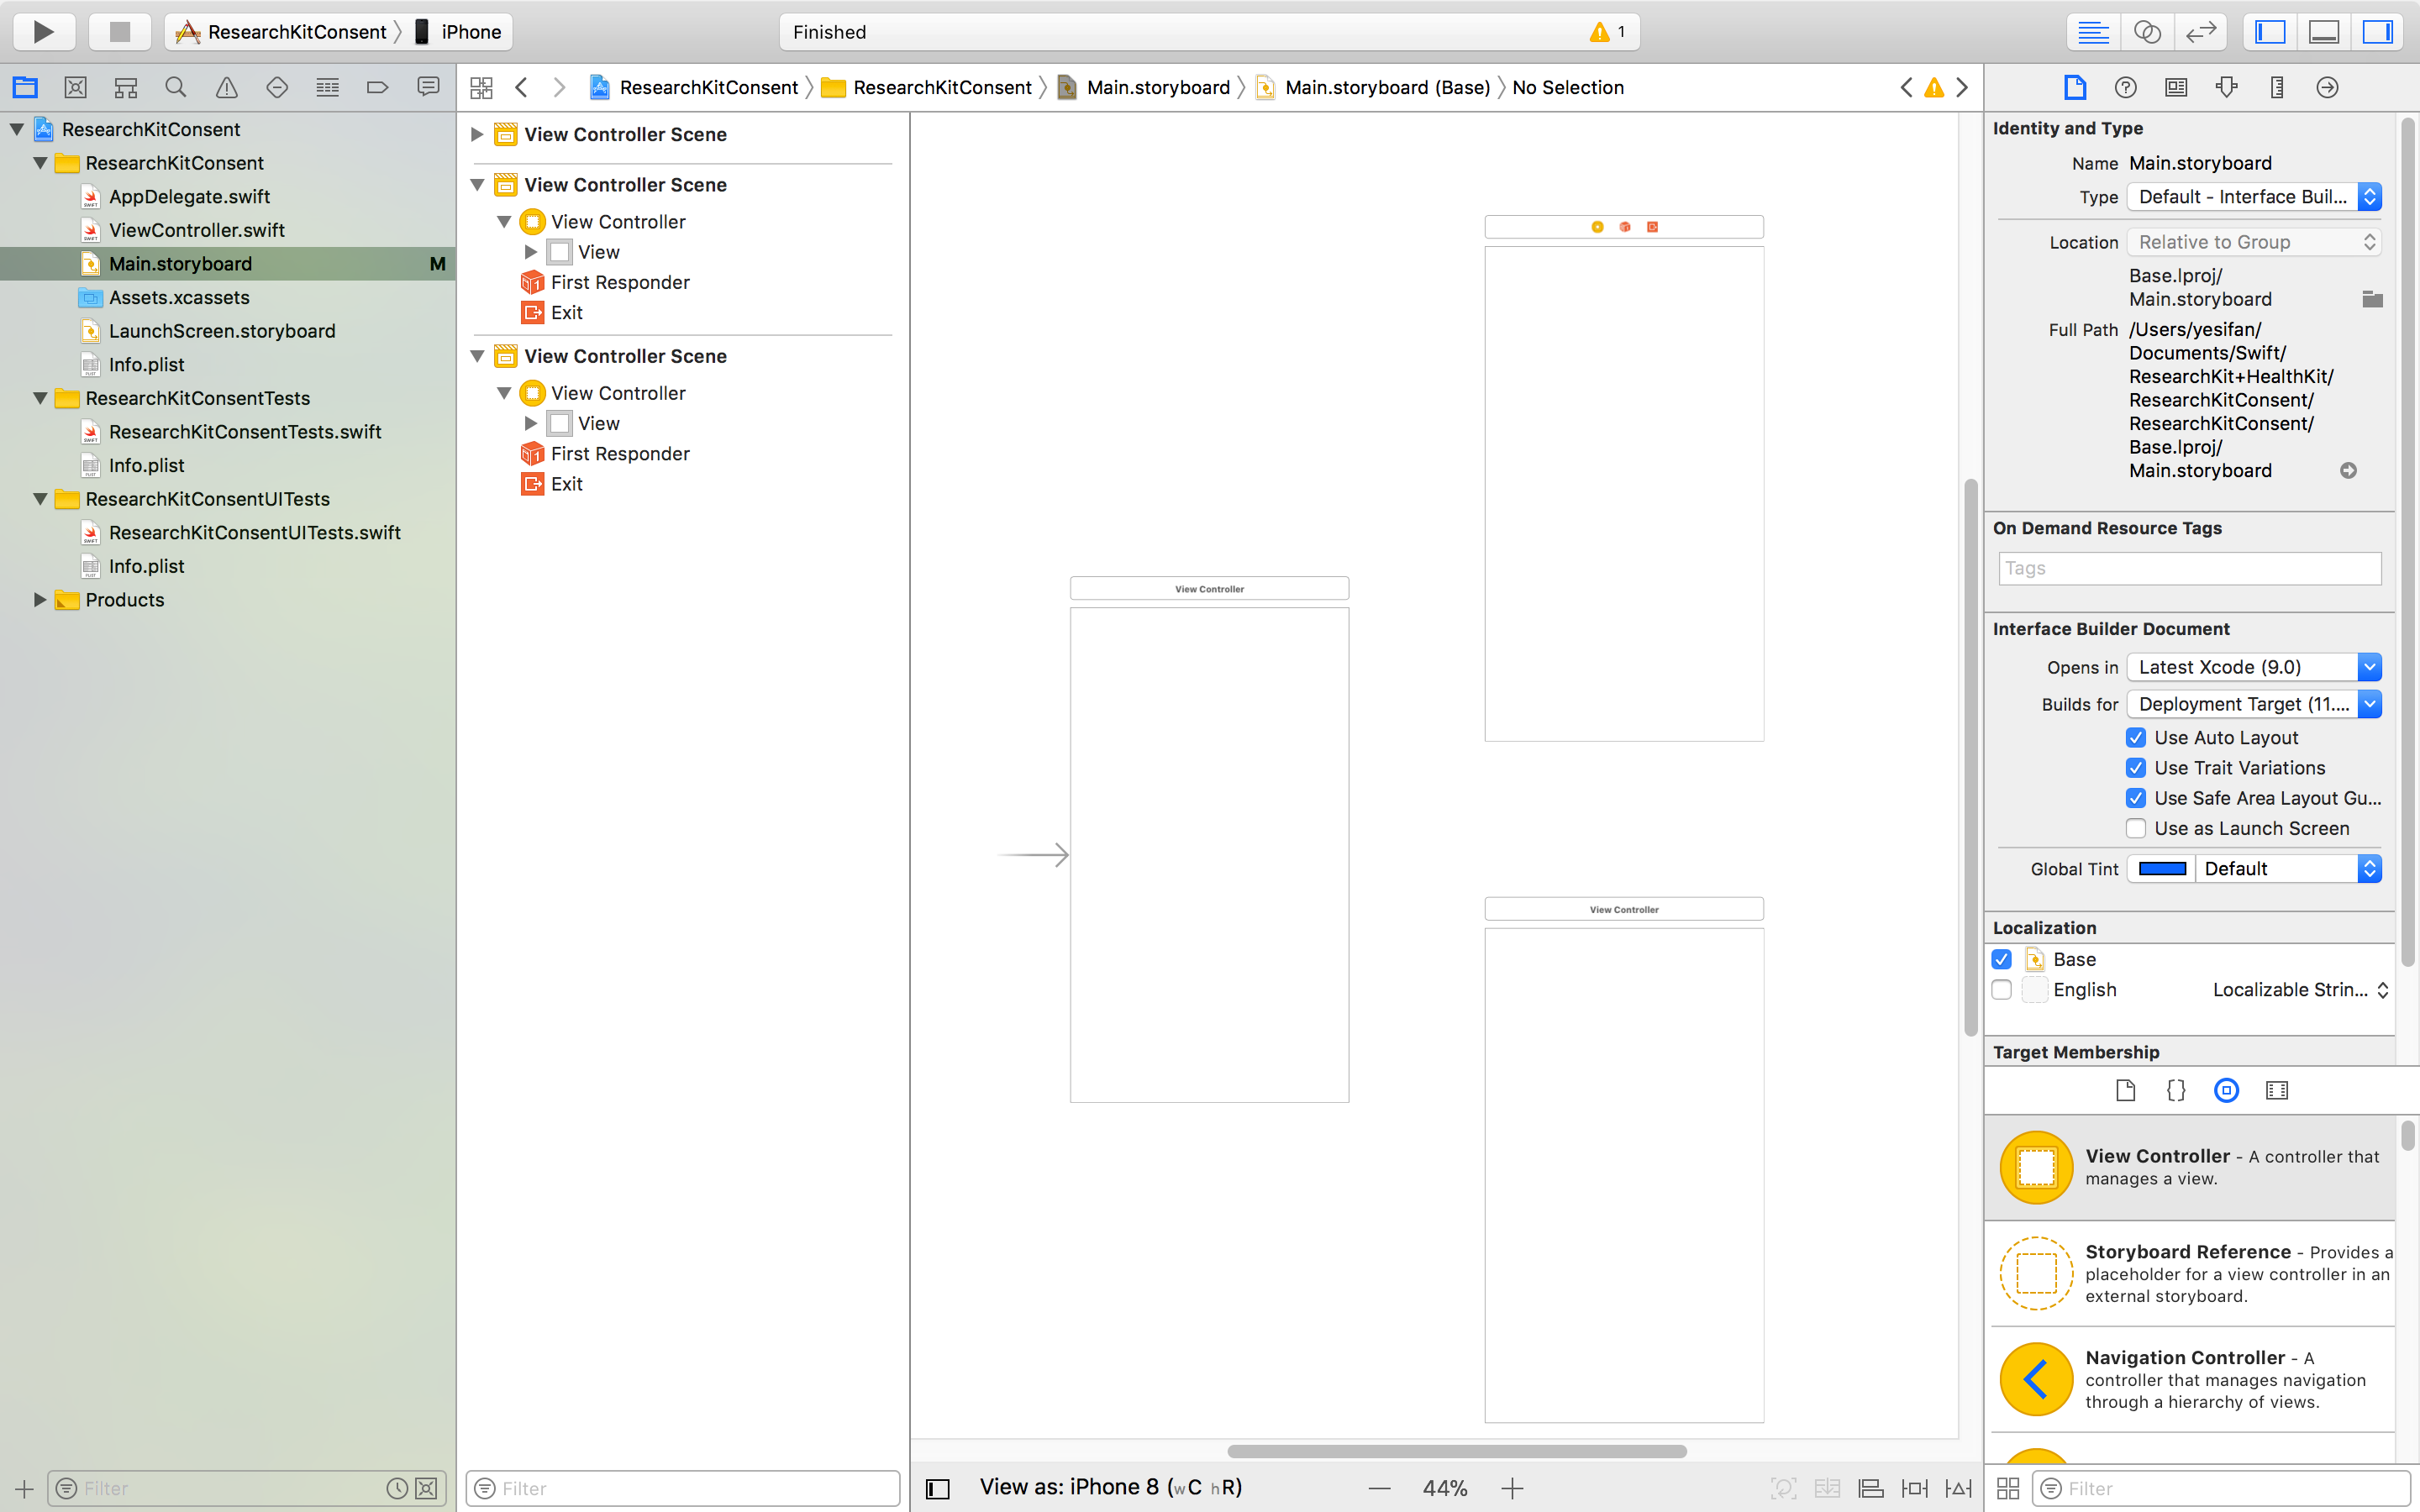 ResearchKitConsent iPhone
Finished
1
ResearchKitConsent ResearchKitConsent Main.storyboard Main.storyboard (Base) No Selection
ResearchKitConsent
ResearchKitConsent
AppDelegate.swift
ViewController.swift
Main.storyboard M
Assets.xcassets
LaunchScreen.storyboard
Info.plist
ResearchKitConsentTests
ResearchKitConsentTests.swift
Info.plist
ResearchKitConsentUITests
ResearchKitConsentUITests.swift
Info.plist
Products
Filter
View Controller Scene
View Controller Scene
View Controller
View
First Responder
Exit
View Controller Scene
View Controller
View
First Responder
Exit
Filter
View Controller
View Controller
View as: iPhone 8 (wC hR)
44%
Identity and Type
Name Main.storyboard
Type Default - Interface Buil...
Location Relative to Group
Base.lproj/
Main.storyboard
Full Path /Users/yesifan/
Documents/Swift/
ResearchKit+HealthKit/
ResearchKitConsent/
ResearchKitConsent/
Base.lproj/
Main.storyboard
On Demand Resource Tags
Tags
Interface Builder Document
Opens in Latest Xcode (9.0)
Builds for Deployment Target (11....
Use Auto Layout
Use Trait Variations
Use Safe Area Layout Gu...
Use as Launch Screen
Global Tint Default
Localization
Base
English Localizable Strin...
Target Membership
{}
View Controller - A controller that
manages a view.
Storyboard Reference - Provides a
placeholder for a view controller in an
external storyboard.
Navigation Controller - A
controller that manages navigation
through a hierarchy of views.
Filter